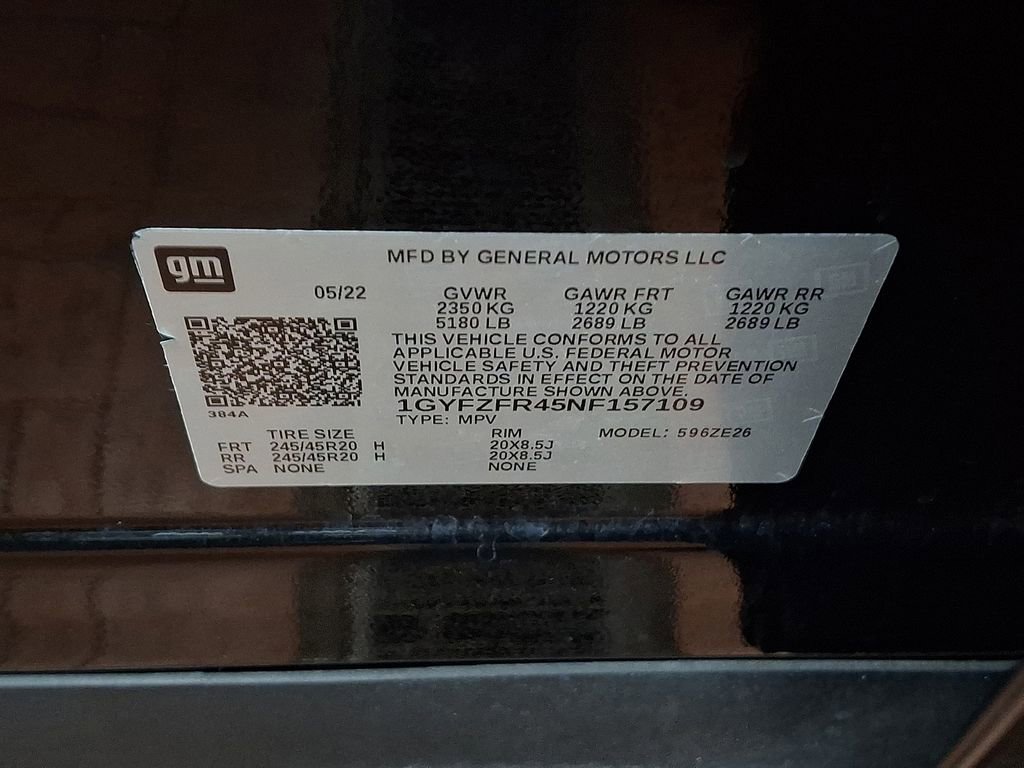 gm
MFD BY GENERAL MOTORS LLC
05/22 GVWR GAWR FRT GAWR RR
2350 KG 1220 KG 1220 KG
5180 LB 2689 LB 2689 LB
THIS VEHICLE CONFORMS TO ALL
APPLICABLE U.S. FEDERAL MOTOR
VEHICLE SAFETY AND THEFT PREVENTION
STANDARDS IN EFFECT ON THE DATE OF
MANUFACTURE SHOWN ABOVE.
1GYFZFR45NF157109
384A
TYPE: MPV
TIRE SIZE RIM MODEL: 596ZE26
FRT 245/45R20 H 20X8.5J
RR 245/45R20 H 20X8.5J
SPA NONE NONE